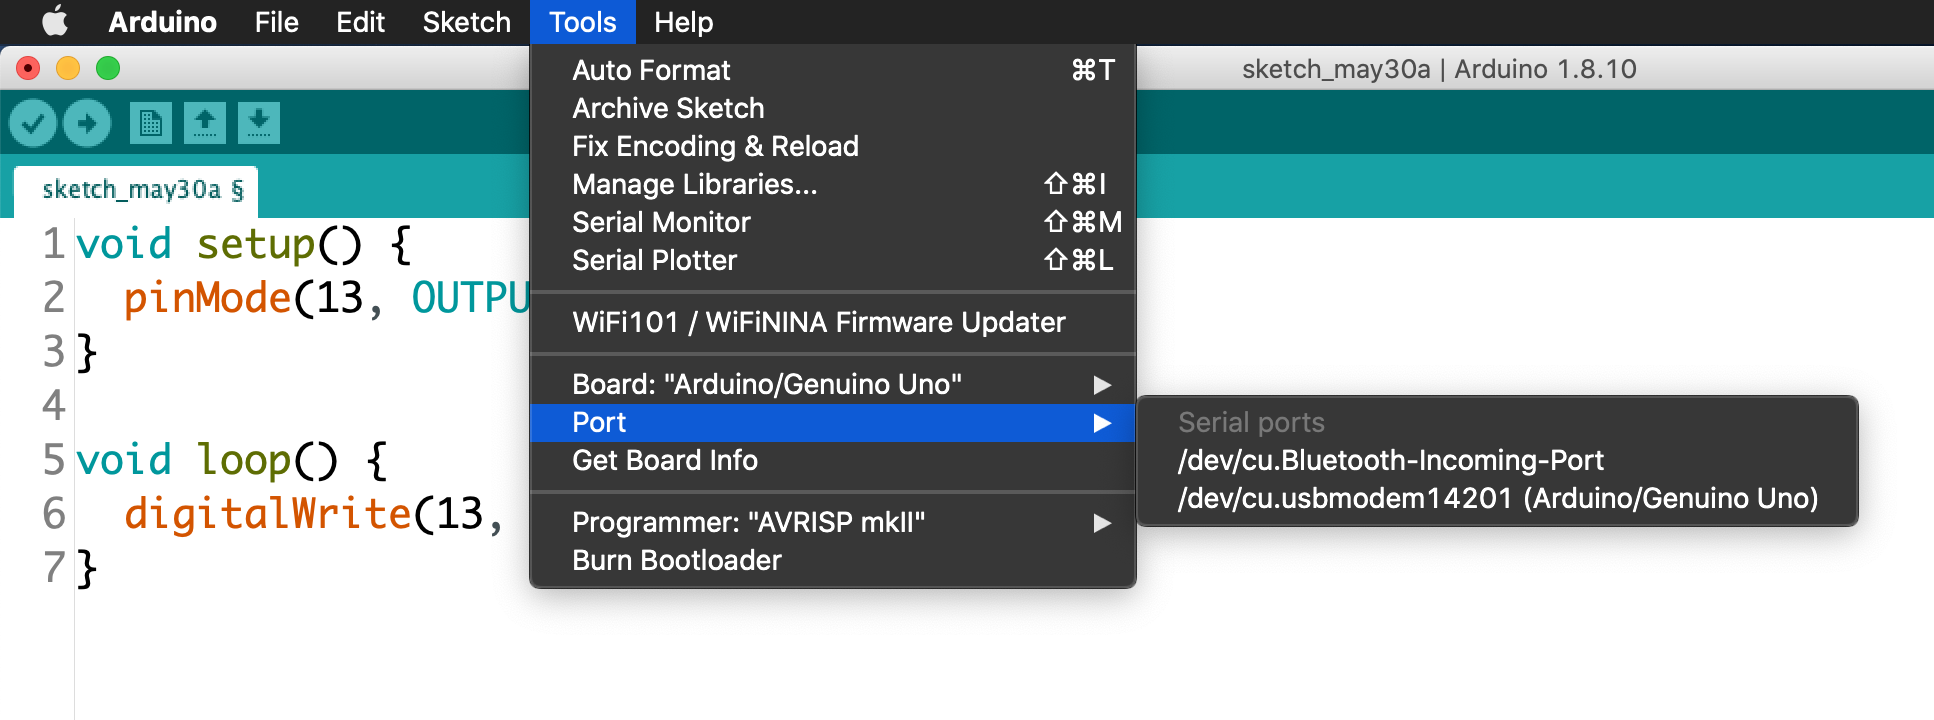 Arduino File Edit Sketch Tools Help
sketch_may30a | Arduino 1.8.10
sketch_may30a §
1 void setup() {
2 pinMode(13, OUTPU
3 }
4
5 void loop() {
6 digitalWrite(13,
7 }
Auto Format ⌘T
Archive Sketch
Fix Encoding & Reload
Manage Libraries... ⇧⌘I
Serial Monitor ⇧⌘M
Serial Plotter ⇧⌘L
WiFi101 / WiFiNINA Firmware Updater
Board: "Arduino/Genuino Uno" ▶
Port ▶
Get Board Info
Programmer: "AVRISP mkII" ▶
Burn Bootloader
Serial ports
/dev/cu.Bluetooth-Incoming-Port
/dev/cu.usbmodem14201 (Arduino/Genuino Uno)